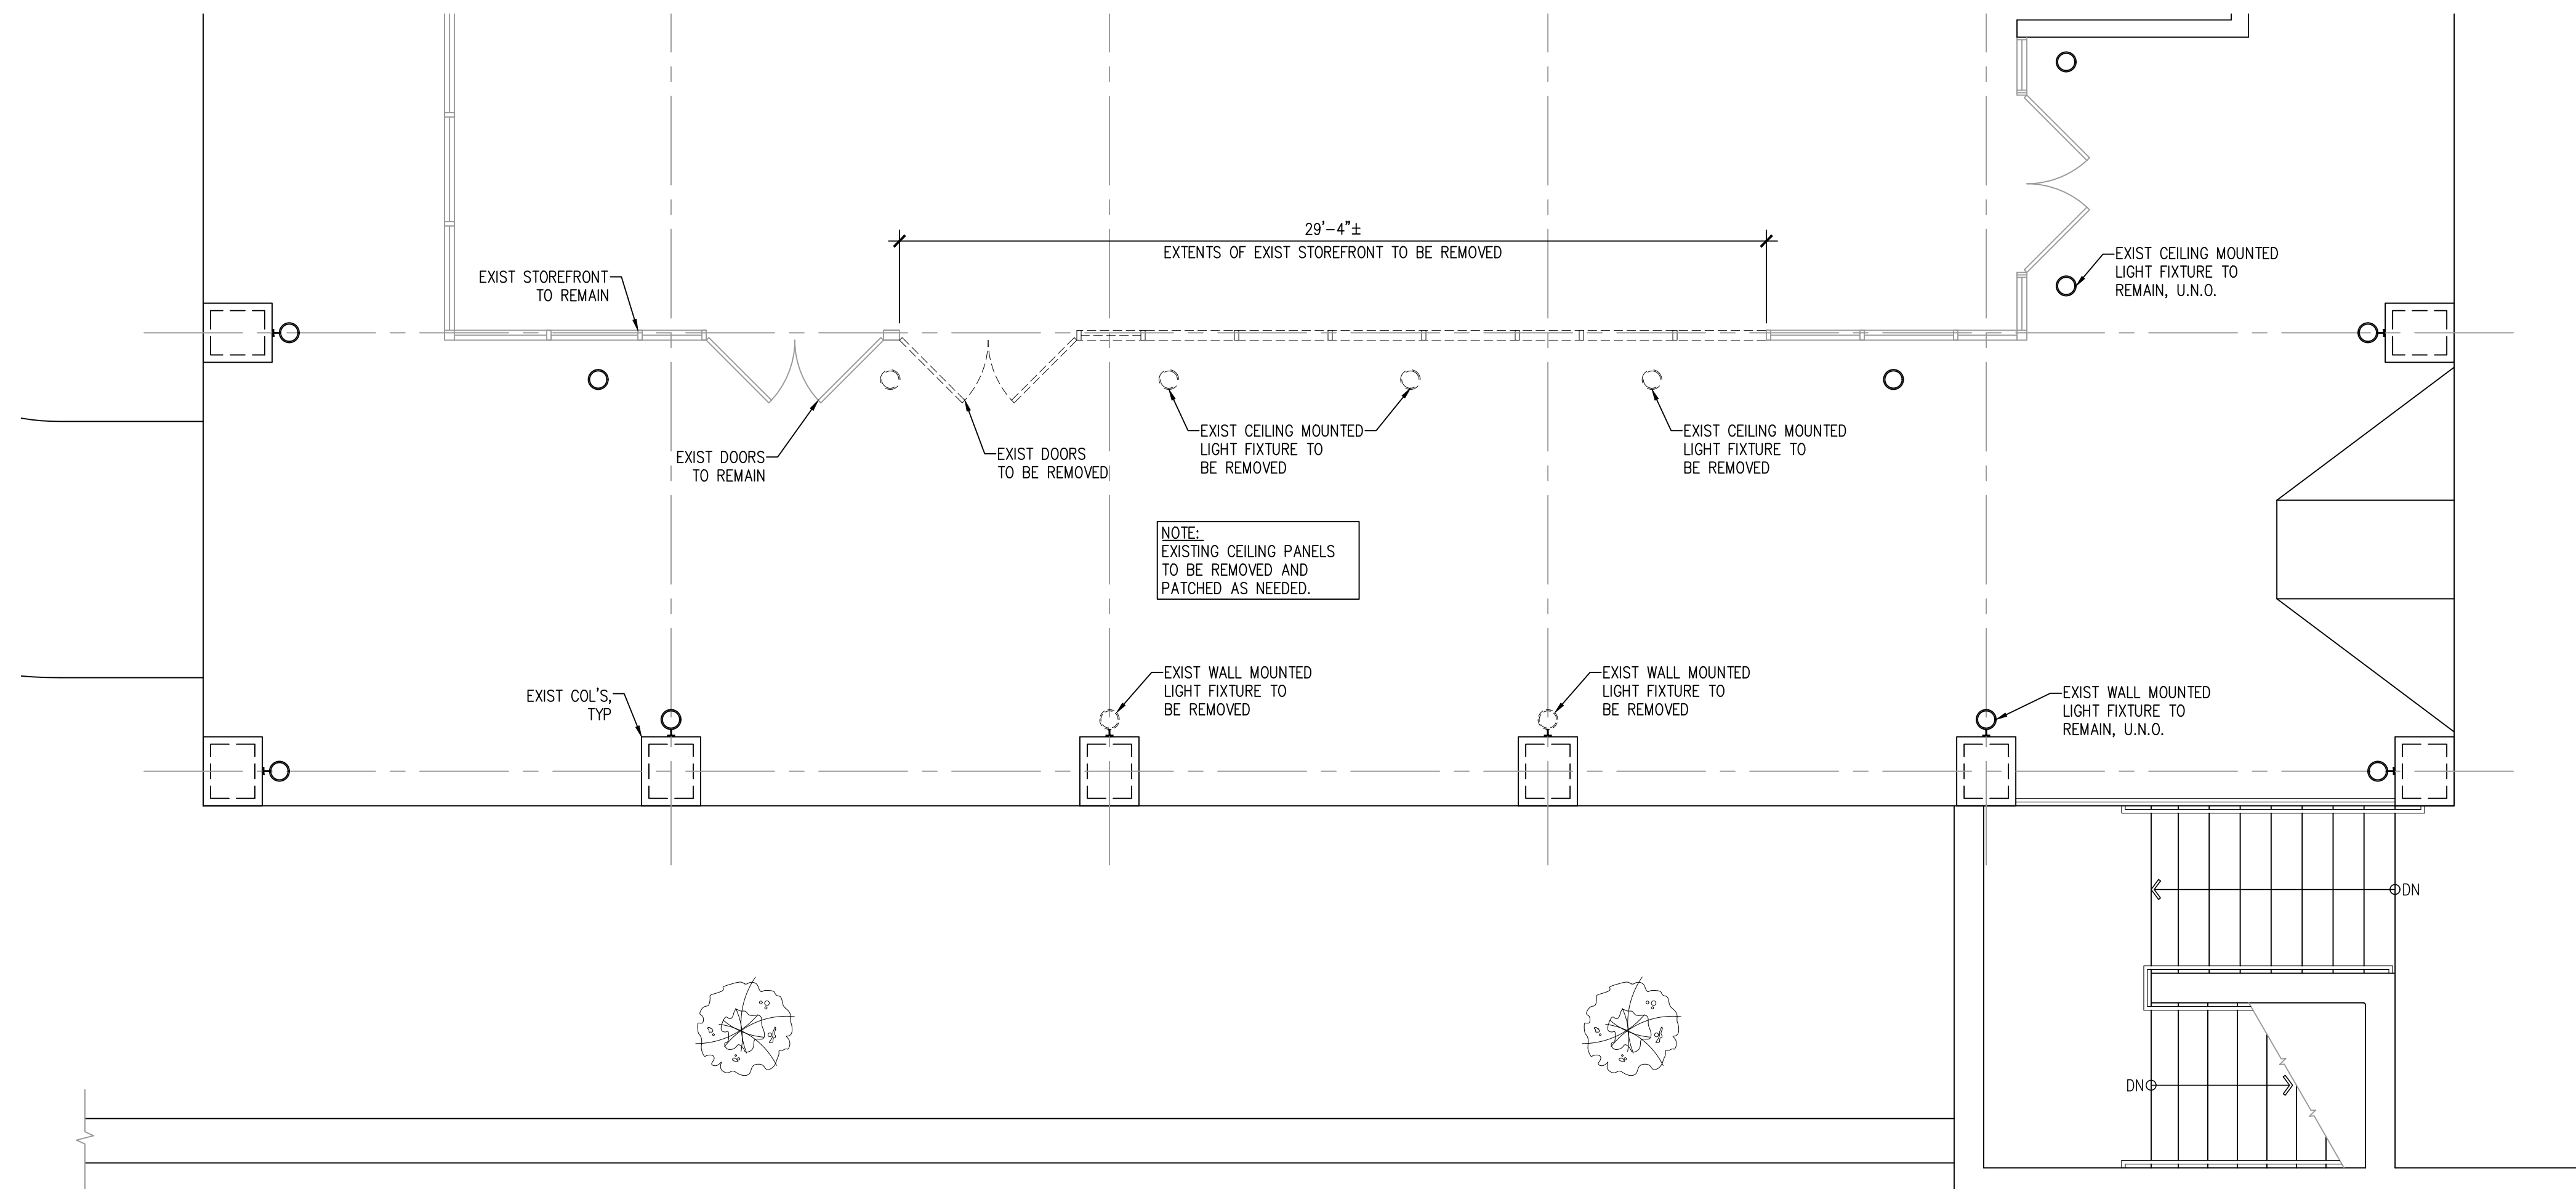 29'-4"±
EXTENTS OF EXIST STOREFRONT TO BE REMOVED
EXIST STOREFRONT
TO REMAIN
EXIST CEILING MOUNTED
LIGHT FIXTURE TO
REMAIN, U.N.O.
EXIST DOORS
TO REMAIN
EXIST DOORS
TO BE REMOVED
EXIST CEILING MOUNTED
LIGHT FIXTURE TO
BE REMOVED
EXIST CEILING MOUNTED
LIGHT FIXTURE TO
BE REMOVED
NOTE:
EXISTING CEILING PANELS
TO BE REMOVED AND
PATCHED AS NEEDED.
EXIST COL'S,
TYP
EXIST WALL MOUNTED
LIGHT FIXTURE TO
BE REMOVED
EXIST WALL MOUNTED
LIGHT FIXTURE TO
BE REMOVED
EXIST WALL MOUNTED
LIGHT FIXTURE TO
REMAIN, U.N.O.
DN
DN